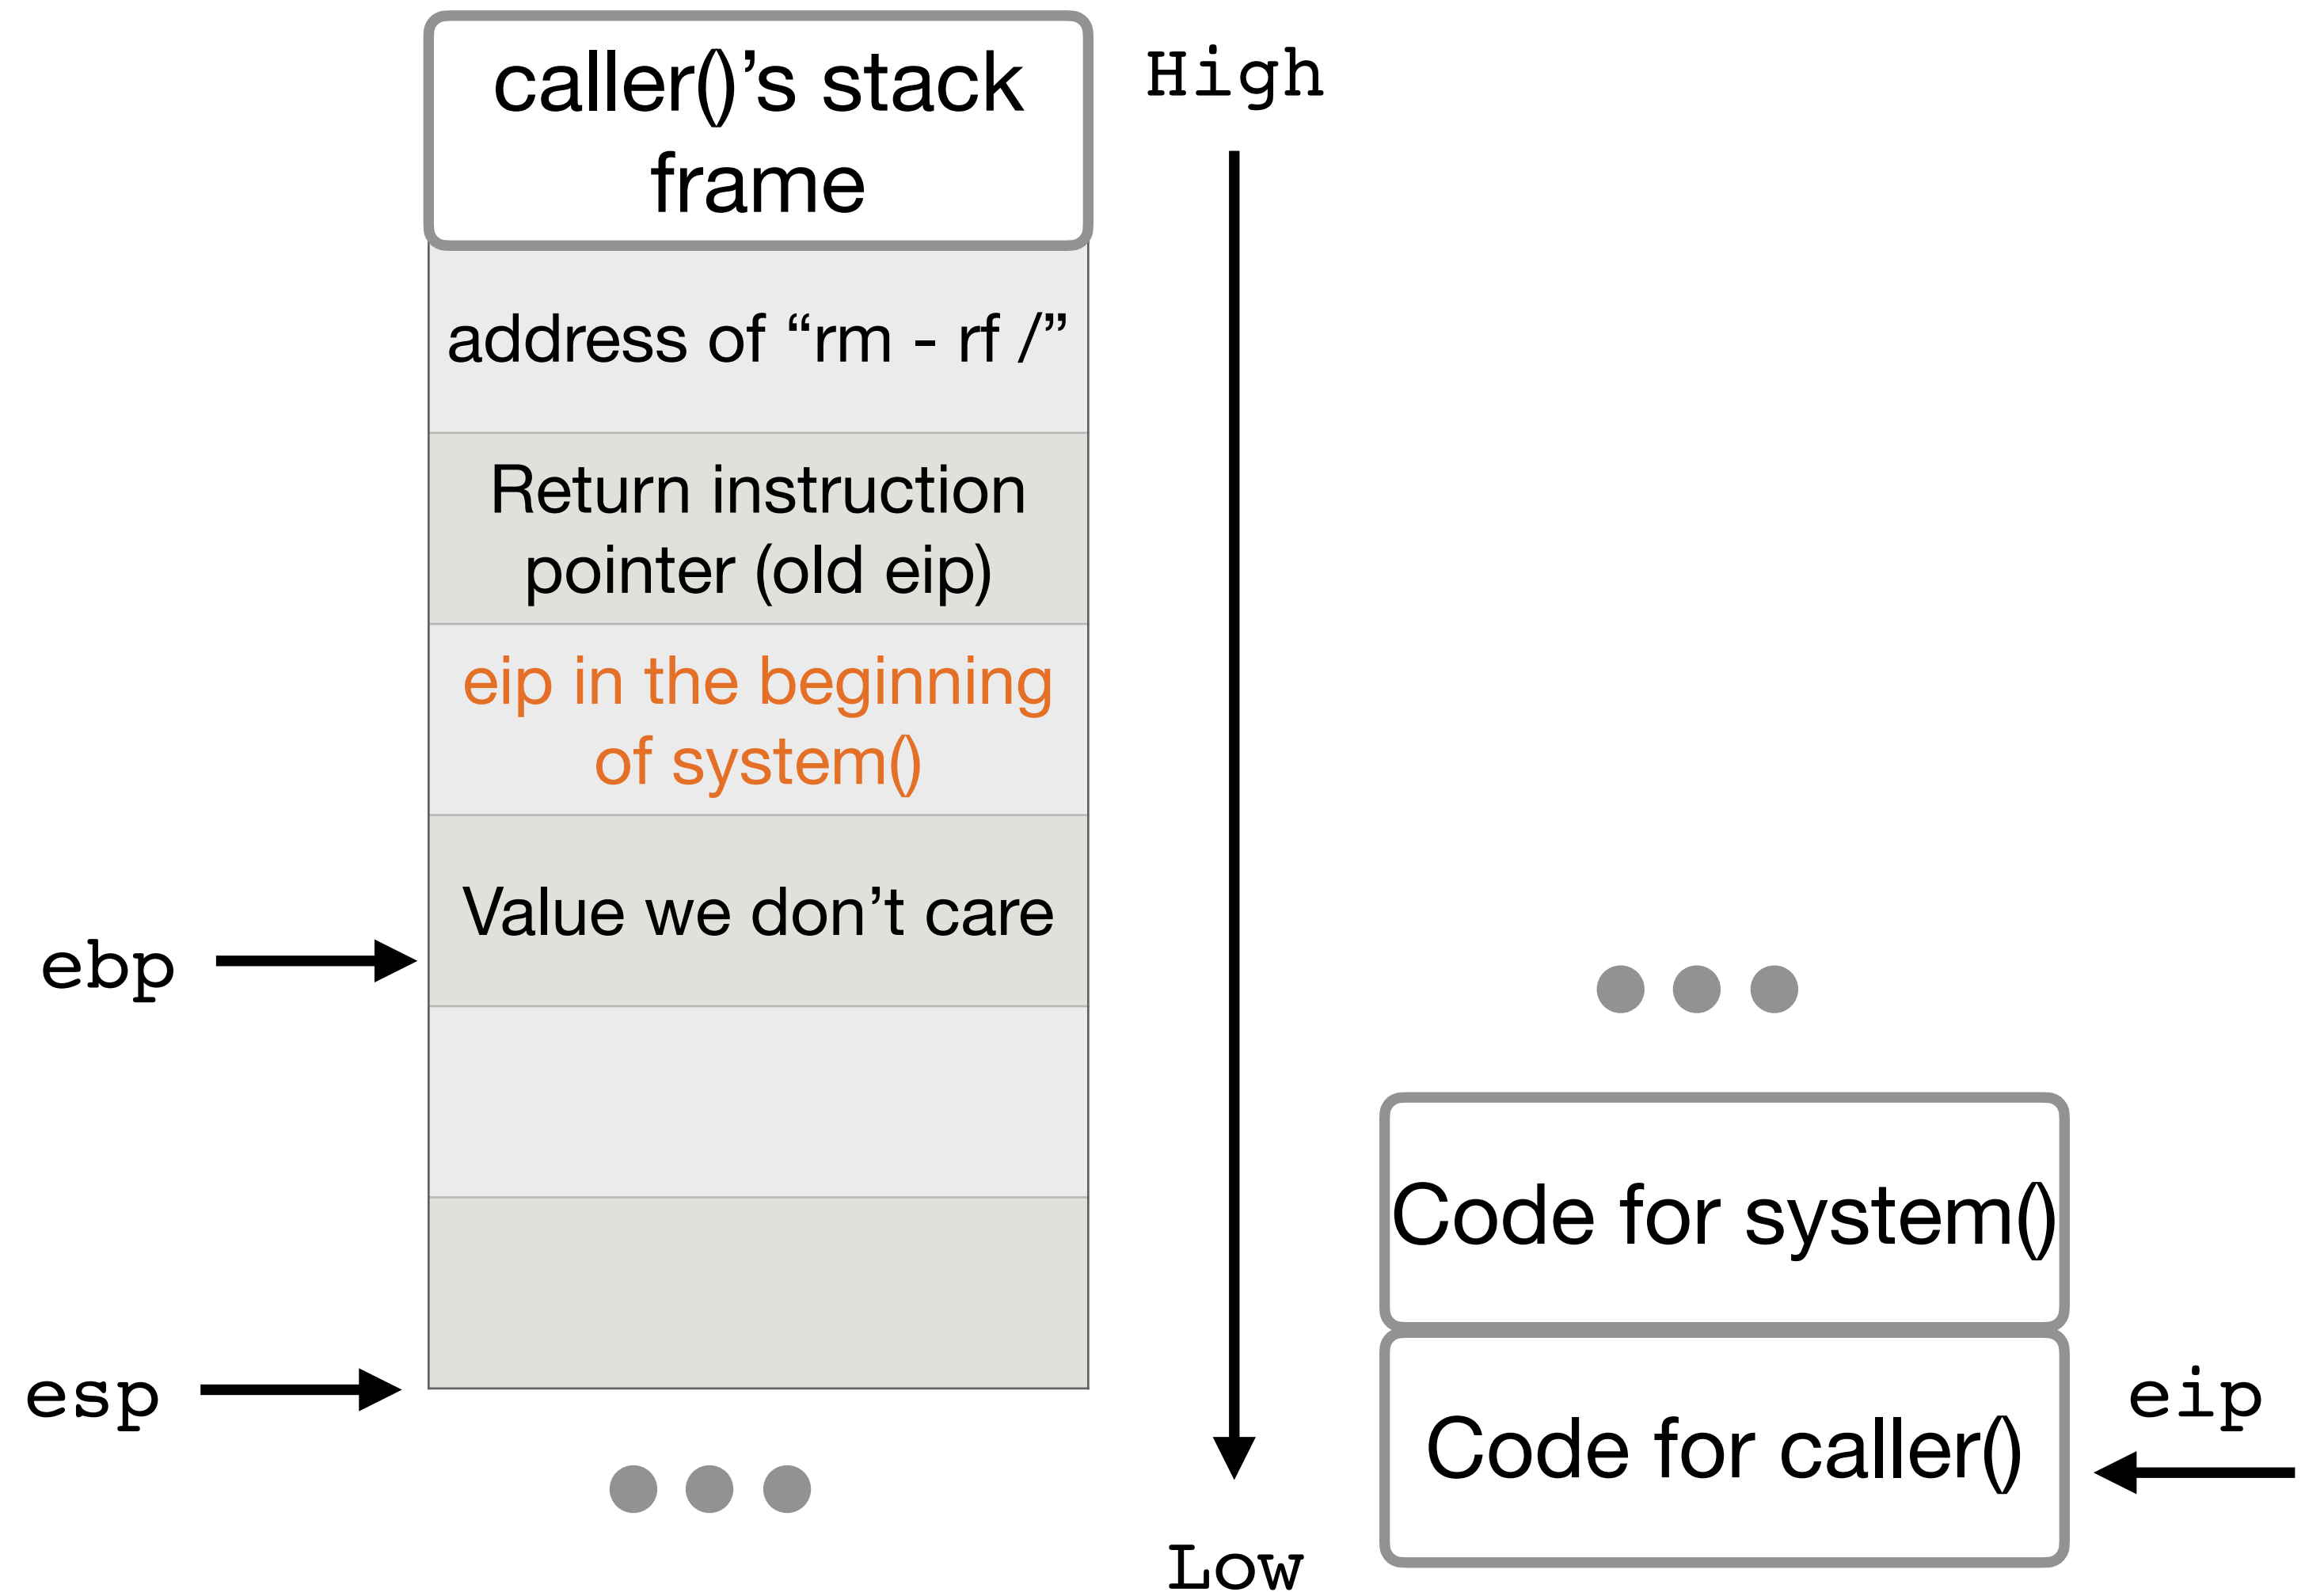 caller()’s stack
frame
High
address of “rm - rf /”
Return instruction
pointer (old eip)
eip in the beginning
of system()
Value we don’t care
ebp
Code for system()
esp
eip
Code for caller()
Low